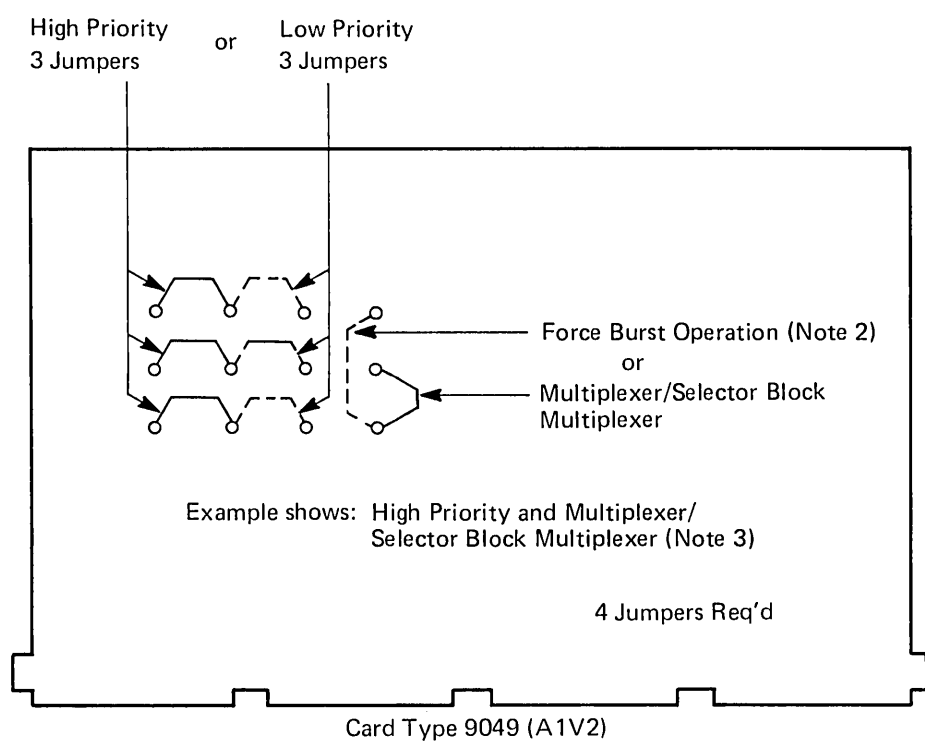 High Priority
3 Jumpers
or
Low Priority
3 Jumpers
Force Burst Operation (Note 2)
or
Multiplexer/Selector Block
Multiplexer
Example shows: High Priority and Multiplexer/
Selector Block Multiplexer (Note 3)
4 Jumpers Req'd
Card Type 9049 (A1V2)